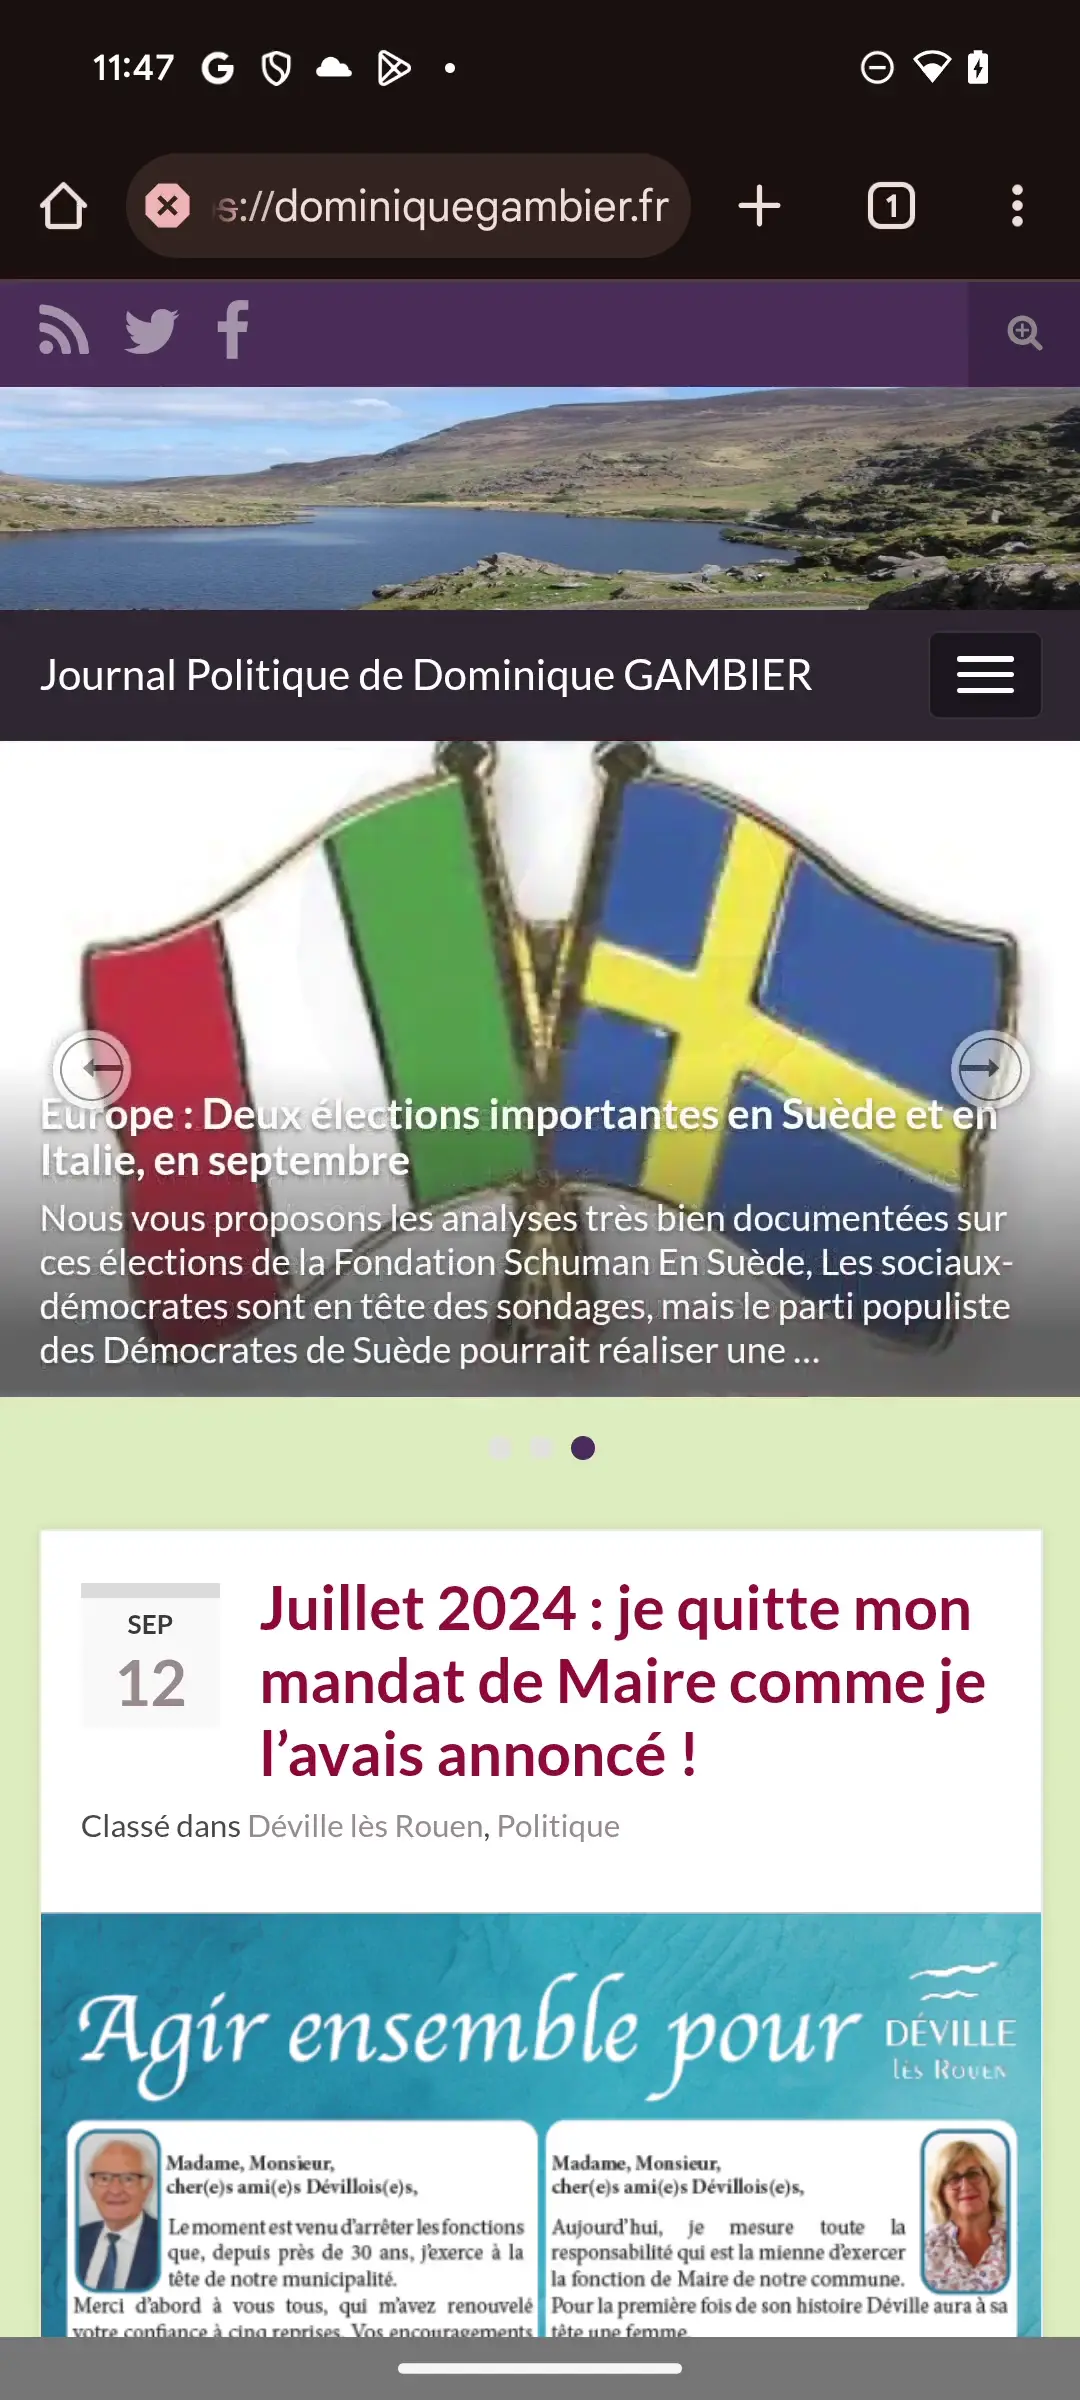 11:47
s://dominiquegambier.fr
1
Journal Politique de Dominique GAMBIER
Europe : Deux élections importantes en Suède et en
Italie, en septembre
Nous vous proposons les analyses très bien documentées sur
ces élections de la Fondation Schuman En Suède, Les sociaux-
démocrates sont en tête des sondages, mais le parti populiste
des Démocrates de Suède pourrait réaliser une ...
SEP
12
Juillet 2024 : je quitte mon
mandat de Maire comme je
l’avais annoncé !
Classé dans Déville lès Rouen, Politique
Agir ensemble pour
DÉVILLE
lès Rouen
Madame, Monsieur,
cher(e)s ami(e)s Dévillois(e)s,
Le moment est venu d'arrêter les fonctions
que, depuis près de 30 ans, j'exerce à la
tête de notre municipalité.
Merci d'abord à vous tous, qui m'avez renouvelé
votre confiance à cinq reprises. Vos encouragements
Madame, Monsieur,
cher(e)s ami(e)s Dévillois(e)s,
Aujourd'hui, je mesure toute la
responsabilité qui est la mienne d'exercer
la fonction de Maire de notre commune.
Pour la première fois de son histoire Déville aura à sa
tête une femme.